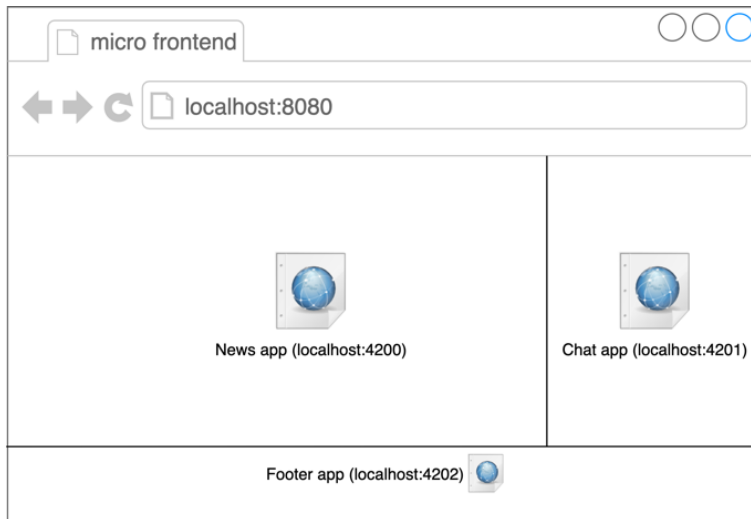 micro frontend
localhost:8080
News app (localhost:4200)
Chat app (localhost:4201)
Footer app (localhost:4202)